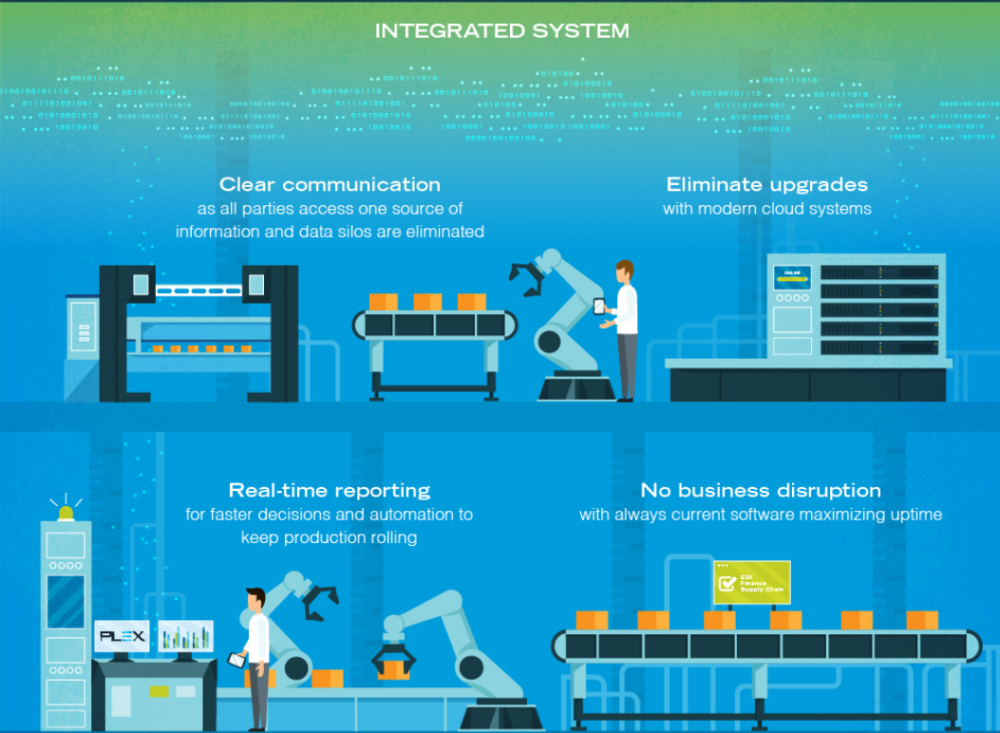 INTEGRATED SYSTEM
Clear communication
as all parties access one source of
information and data silos are eliminated
Eliminate upgrades
with modern cloud systems
ONLINE
Real-time reporting
for faster decisions and automation to
keep production rolling
No business disruption
with always current software maximizing uptime
PLEX
EDI
Finance
Supply Chain